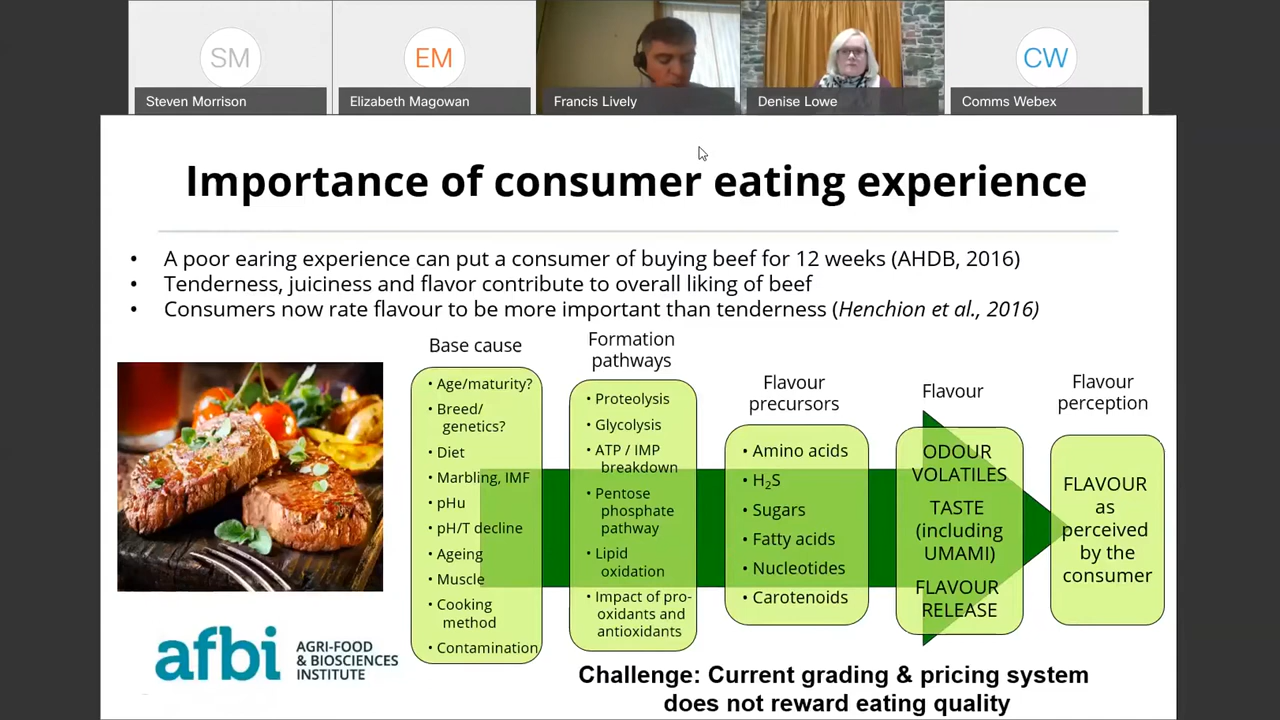 SM
EM
CW
Steven Morrison
Elizabeth Magowan
Francis Lively
Denise Lowe
Comms Webex
Importance of consumer eating experience
• A poor earing experience can put a consumer of buying beef for 12 weeks (AHDB, 2016)
• Tenderness, juiciness and flavor contribute to overall liking of beef
• Consumers now rate flavour to be more important than tenderness (Henchion et al., 2016)
Base cause
• Age/maturity?
• Breed/
genetics?
• Diet
• Marbling, IMF
• pHu
• pH/T decline
• Ageing
• Muscle
• Cooking
method
• Contamination
Formation
pathways
• Proteolysis
• Glycolysis
• ATP / IMP
breakdown
• Pentose
phosphate
pathway
• Lipid
oxidation
• Impact of pro-
oxidants and
antioxidants
Flavour
precursors
• Amino acids
• H₂S
• Sugars
• Fatty acids
• Nucleotides
• Carotenoids
Flavour
ODOUR
VOLATILES
TASTE
(including
UMAMI)
FLAVOUR
RELEASE
Flavour
perception
FLAVOUR
as
perceived
by the
consumer
afbi
AGRI-FOOD
& BIOSCIENCES
INSTITUTE
Challenge: Current grading & pricing system
does not reward eating quality